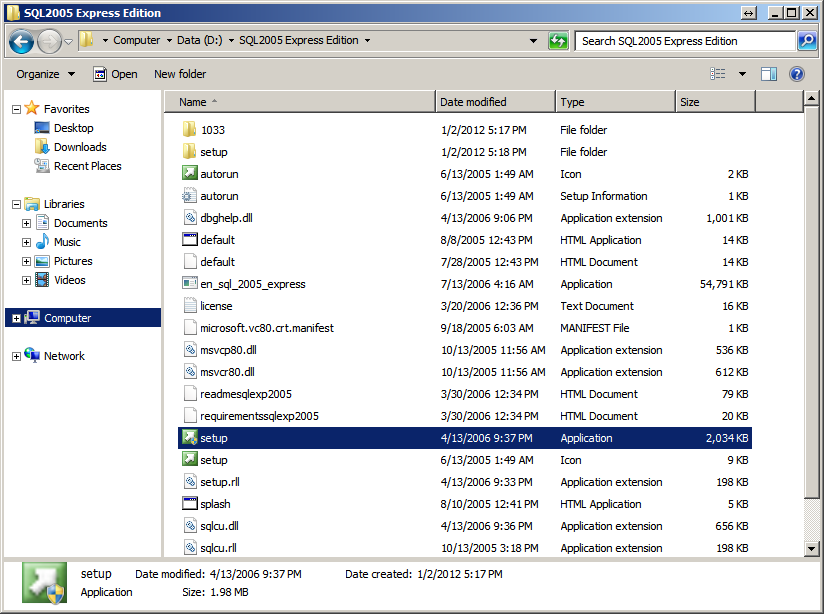 SQL2005 Express Edition
Computer Data (D:) SQL2005 Express Edition Search SQL2005 Express Edition
Organize Open New folder
Favorites
Desktop
Downloads
Recent Places
Libraries
Documents
Music
Pictures
Videos
Computer
Network
Name Date modified Type Size
1033 1/2/2012 5:17 PM File folder
setup 1/2/2012 5:18 PM File folder
autorun 6/13/2005 1:49 AM Icon 2 KB
autorun 6/13/2005 1:49 AM Setup Information 1 KB
dbghelp.dll 4/13/2006 9:06 PM Application extension 1,001 KB
default 8/8/2005 12:43 PM HTML Application 14 KB
default 7/28/2005 12:43 PM HTML Document 14 KB
en_sql_2005_express 7/13/2006 4:16 AM Application 54,791 KB
license 3/20/2006 12:36 PM Text Document 16 KB
microsoft.vc80.crt.manifest 9/18/2005 6:03 AM MANIFEST File 1 KB
msvcp80.dll 10/13/2005 11:56 AM Application extension 536 KB
msvcr80.dll 10/13/2005 11:56 AM Application extension 612 KB
readmesqlexp2005 3/30/2006 12:34 PM HTML Document 79 KB
requirementssqlexp2005 3/30/2006 12:34 PM HTML Document 20 KB
setup 4/13/2006 9:37 PM Application 2,034 KB
setup 6/13/2005 1:49 AM Icon 9 KB
setup.rll 4/13/2006 9:33 PM Application extension 198 KB
splash 8/10/2005 12:41 PM HTML Application 5 KB
sqlcu.dll 4/13/2006 9:36 PM Application extension 656 KB
sqlcu.rll 10/13/2005 3:18 PM Application extension 198 KB
setup Date modified: 4/13/2006 9:37 PM Date created: 1/2/2012 5:17 PM
Application Size: 1.98 MB